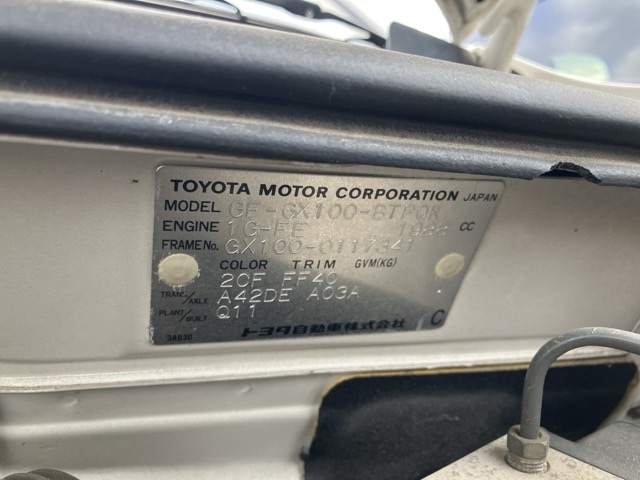 TOYOTA MOTOR CORPORATION JAPAN
MODEL GF-GX100-BTPQK
ENGINE 1G-FE 1988 CC
FRAME No. GX100-0117341
COLOR TRIM GVM(KG)
2CF FF40
TRANS./AXLE A42DE A03A
PLANT/BUILT Q11
38030 トヨタ自動車株式会社 C